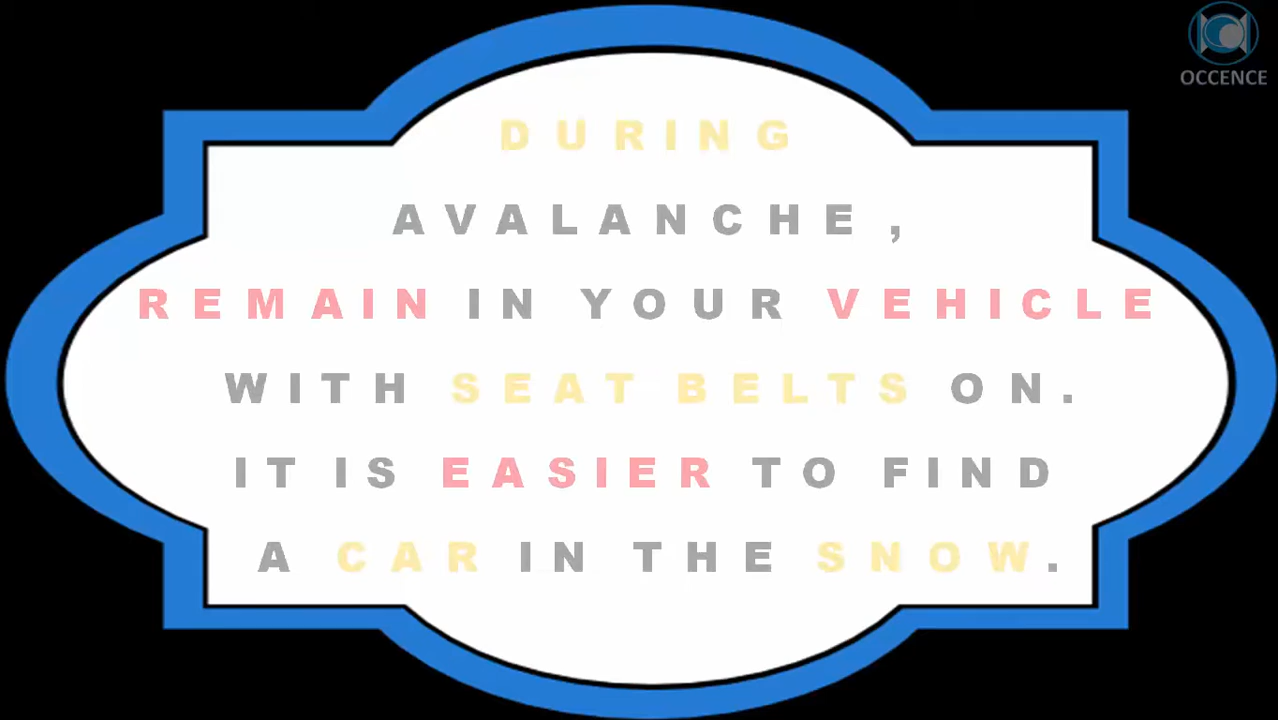 OCCENCE
DURING
AVALANCHE ,
REMAIN IN YOUR VEHICLE
WITH SEAT BELTS ON.
IT IS EASIER TO FIND
A CAR IN THE SNOW.